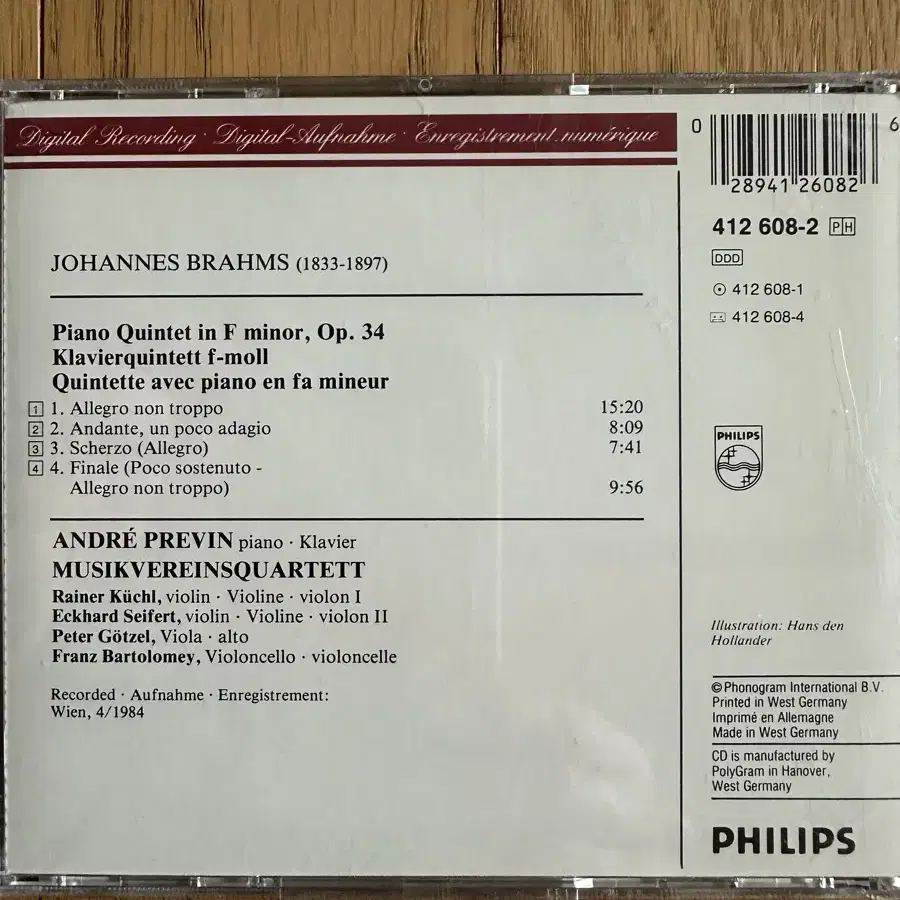 Digital Recording · Digital-Aufnahme · Enregistrement numérique
JOHANNES BRAHMS (1833-1897)
Piano Quintet in F minor, Op. 34
Klavierquintett f-moll
Quintette avec piano en fa mineur
1 1. Allegro non troppo 15:20
2 2. Andante, un poco adagio 8:09
3 3. Scherzo (Allegro) 7:41
4 4. Finale (Poco sostenuto -
Allegro non troppo) 9:56
ANDRÉ PREVIN piano · Klavier
MUSIKVEREINSQUARTETT
Rainer Küchl, violin · Violine · violon I
Eckhard Seifert, violin · Violine · violon II
Peter Götzel, Viola · alto
Franz Bartolomey, Violoncello · violoncelle
Recorded · Aufnahme · Enregistrement:
Wien, 4/1984
0 28941 26082 6
412 608-2 PH
DDD
412 608-1
412 608-4
PHILIPS
Illustration: Hans den
Hollander
© Phonogram International B.V.
Printed in West Germany
Imprimé en Allemagne
Made in West Germany
CD is manufactured by
PolyGram in Hanover,
West Germany
PHILIPS